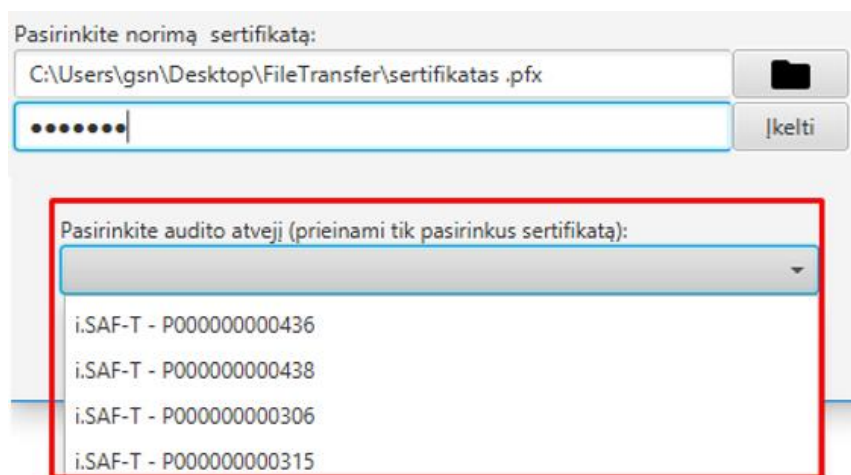 Pasirinkite norimą sertifikatą:
C:\Users\gsn\Desktop\FileTransfer\sertifikatas .pfx
•••••••
Įkelti
Pasirinkite audito atvejį (prieinami tik pasirinkus sertifikatą):
i.SAF-T - P000000000436
i.SAF-T - P000000000438
i.SAF-T - P000000000306
i.SAF-T - P000000000315